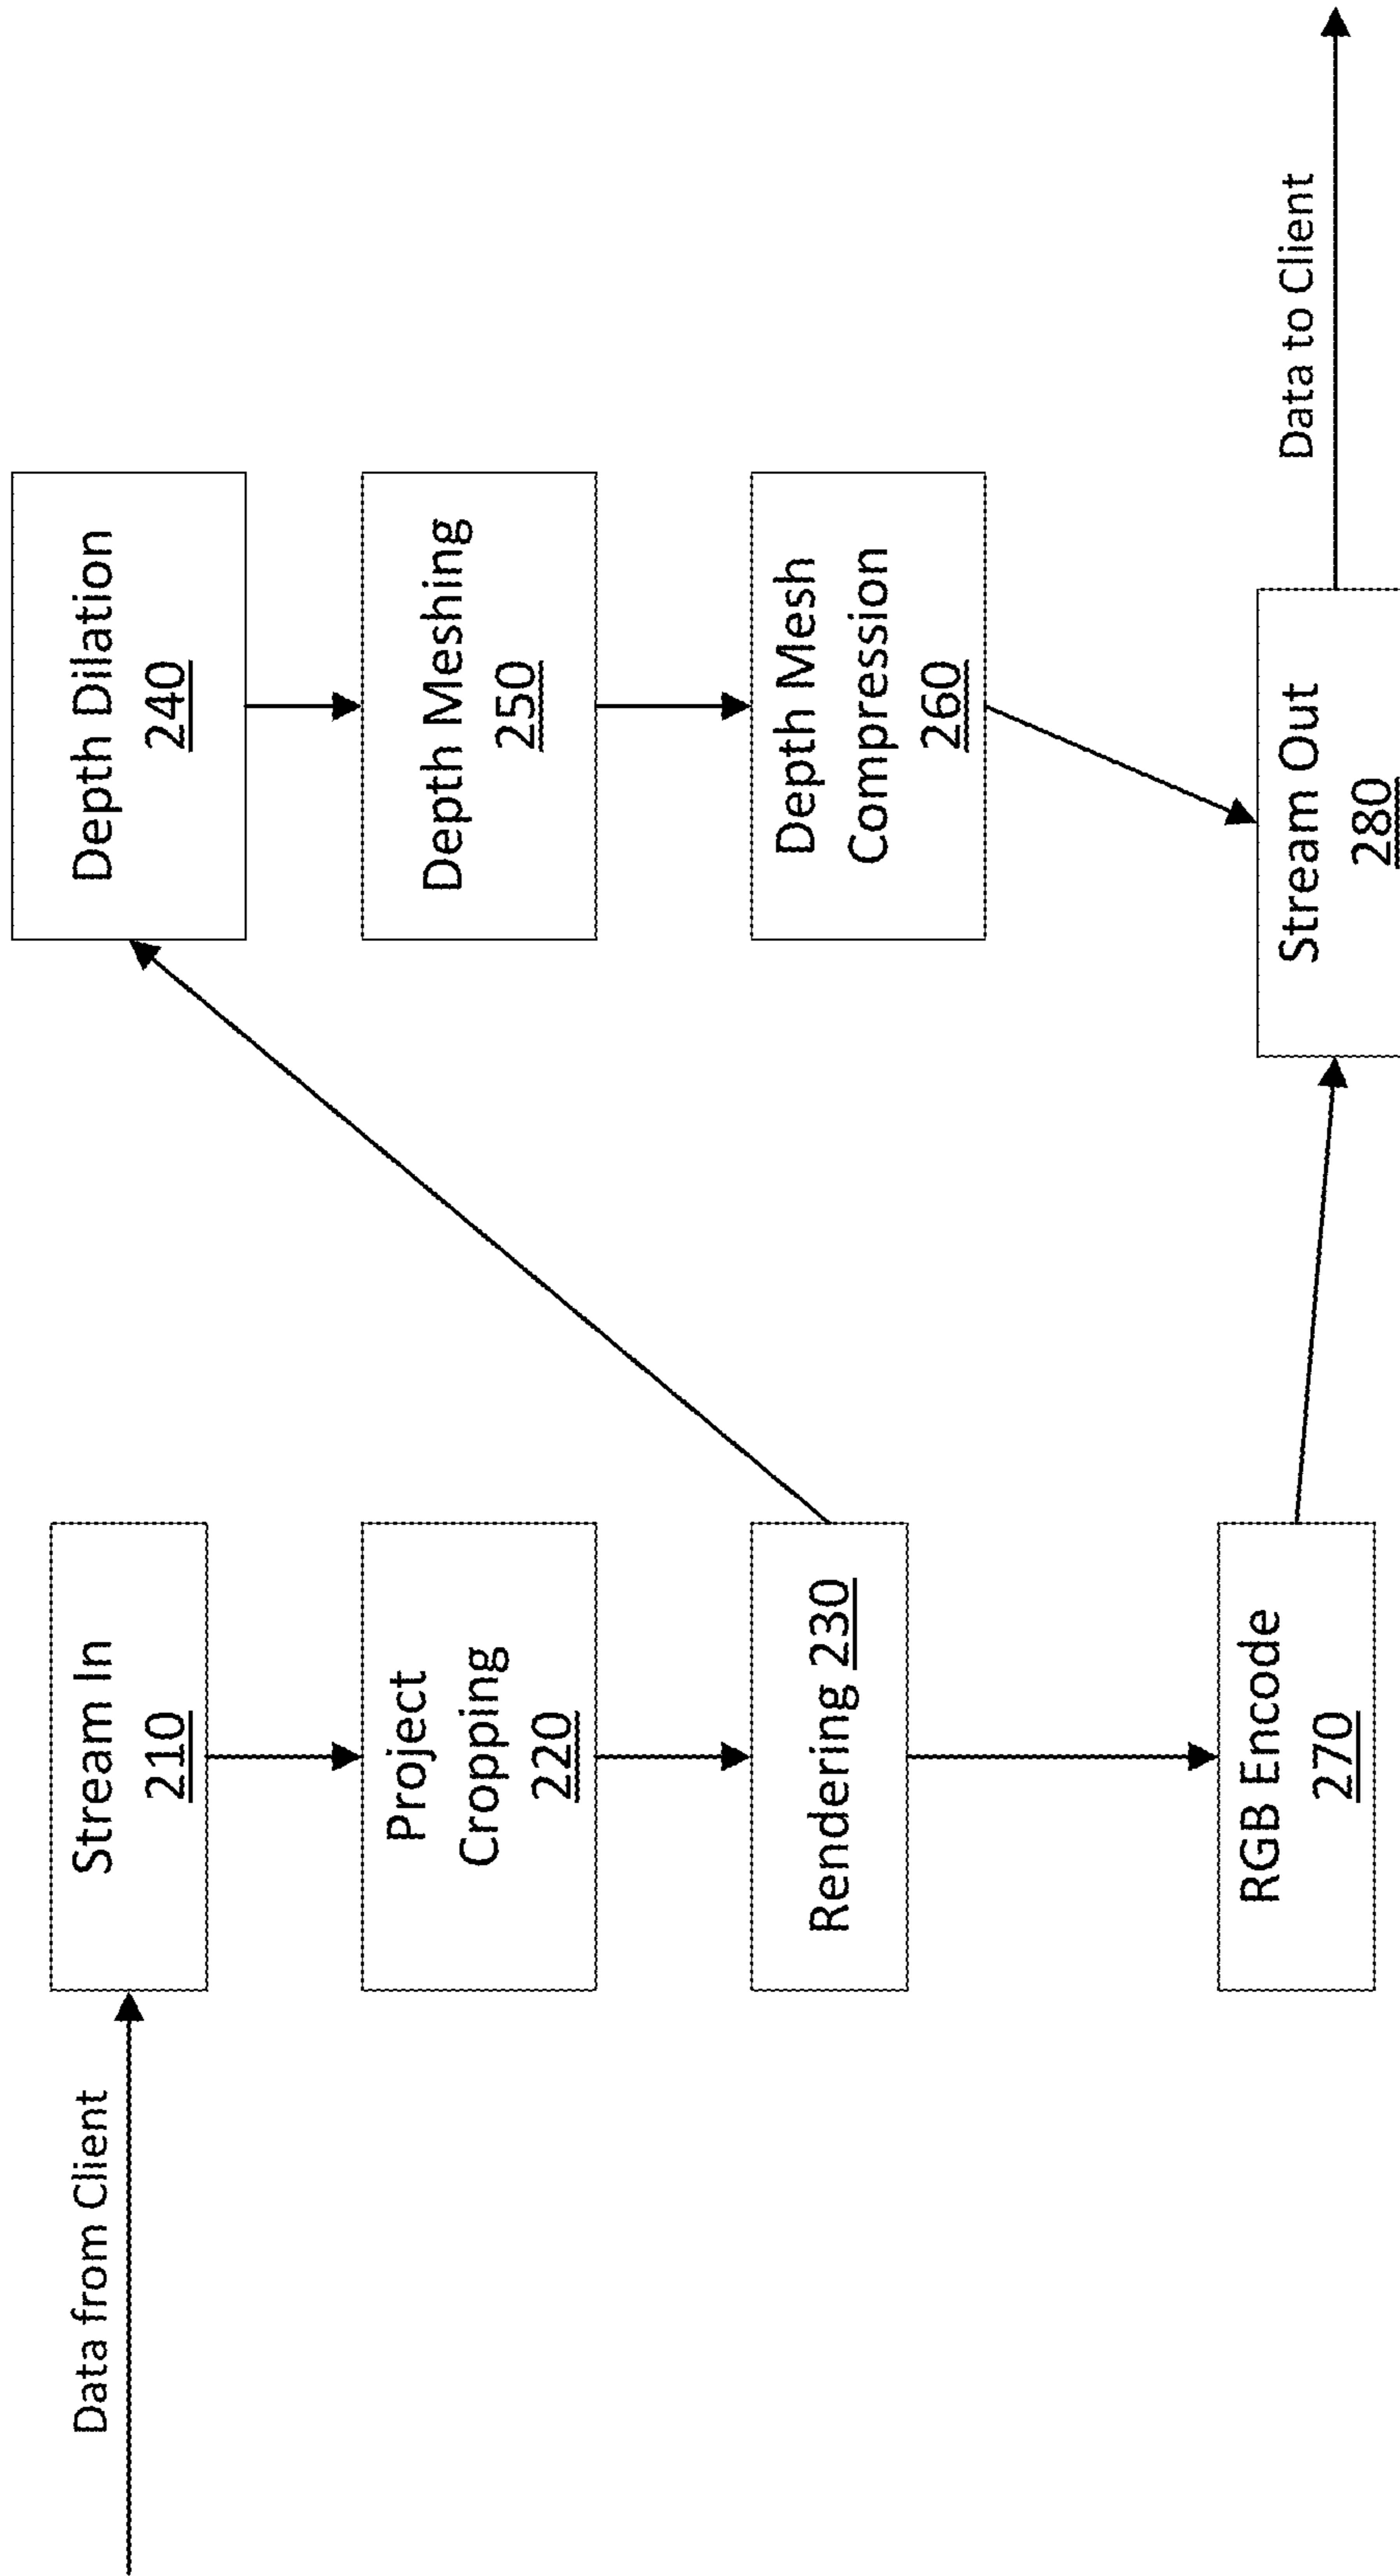 Data from Client
Stream In
210
Project
Cropping
220
Rendering 230
RGB Encode
270
Depth Dilation
240
Depth Meshing
250
Depth Mesh
Compression
260
Stream Out
280
Data to Client